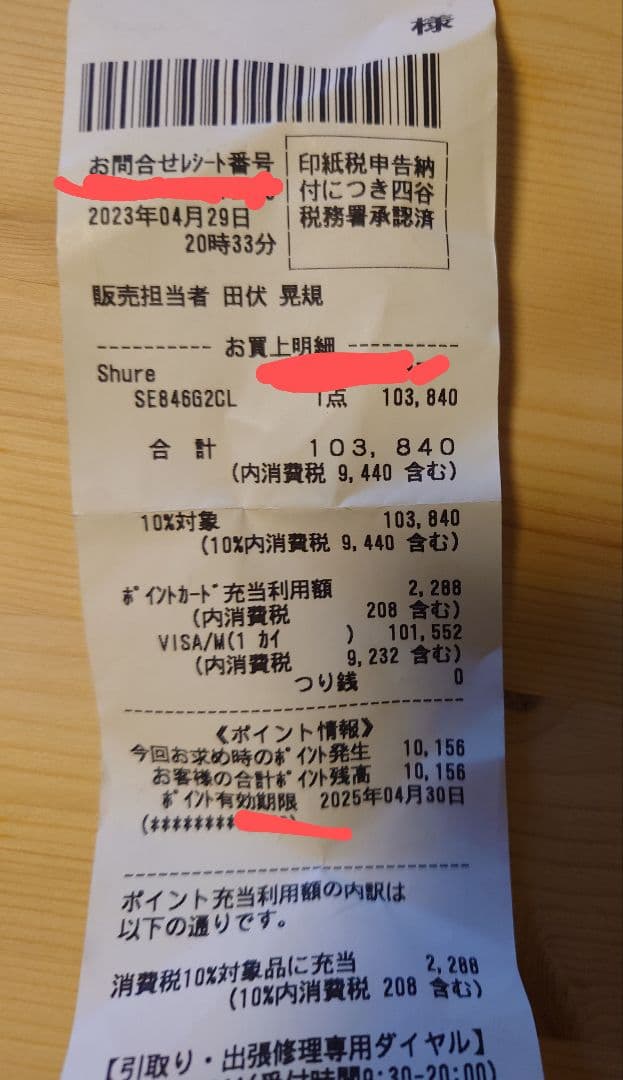 様
お問合せﾚｼｰﾄ番号
印紙税申告納
付につき四谷
税務署承認済
2023年04月29日
20時33分
販売担当者 田伏 晃規
---------- お買上明細 ----------
Shure
SE846G2CL 1点 103,840
合 計 103,840
(内消費税 9,440 含む)
10%対象 103,840
(10%内消費税 9,440 含む)
ﾎﾟｲﾝﾄｶｰﾄﾞ充当利用額 2,288
(内消費税 208 含む)
VISA/M(1 ｶｲ ) 101,552
(内消費税 9,232 含む)
つり銭 0
《ポイント情報》
今回お求め時のﾎﾟｲﾝﾄ発生 10,156
お客様の合計ﾎﾟｲﾝﾄ残高 10,156
ﾎﾟｲﾝﾄ有効期限 2025年04月30日
(********
ポイント充当利用額の内訳は
以下の通りです。
消費税10%対象品に充当 2,288
(10%内消費税 208 含む)
【引取り・出張修理専用ダイヤル】
(受付時間9:30-20:00)